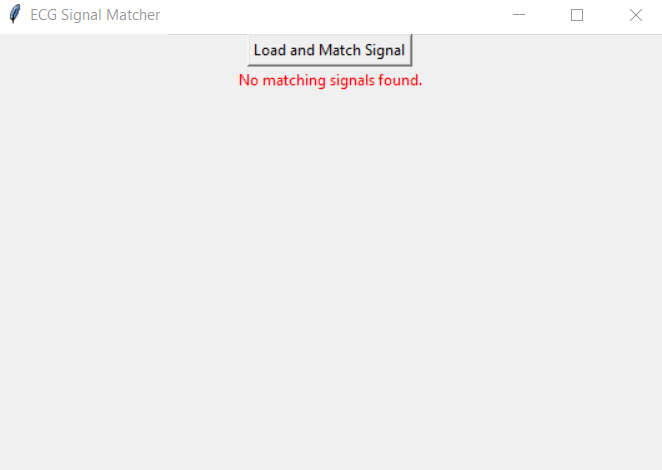 ECG Signal Matcher
Load and Match Signal
No matching signals found.